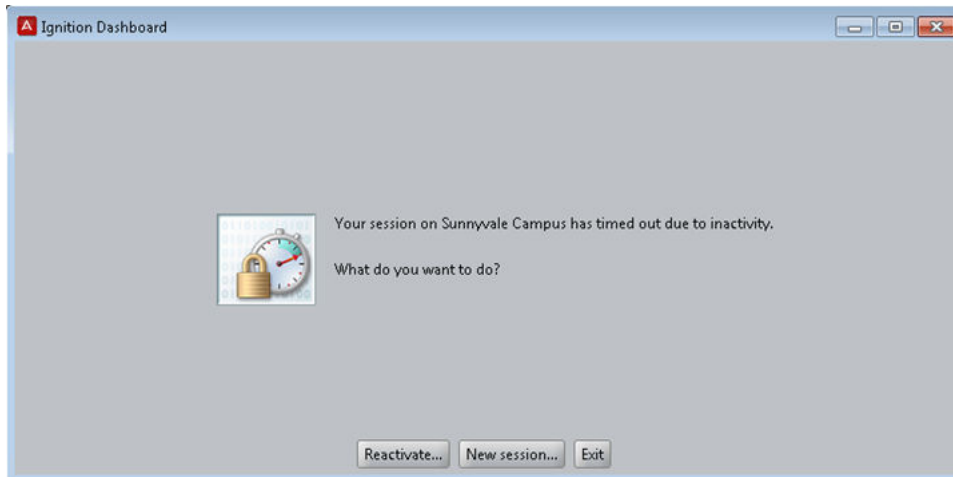 Ignition Dashboard
Your session on Sunnyvale Campus has timed out due to inactivity.
What do you want to do?
Reactivate... New session... Exit